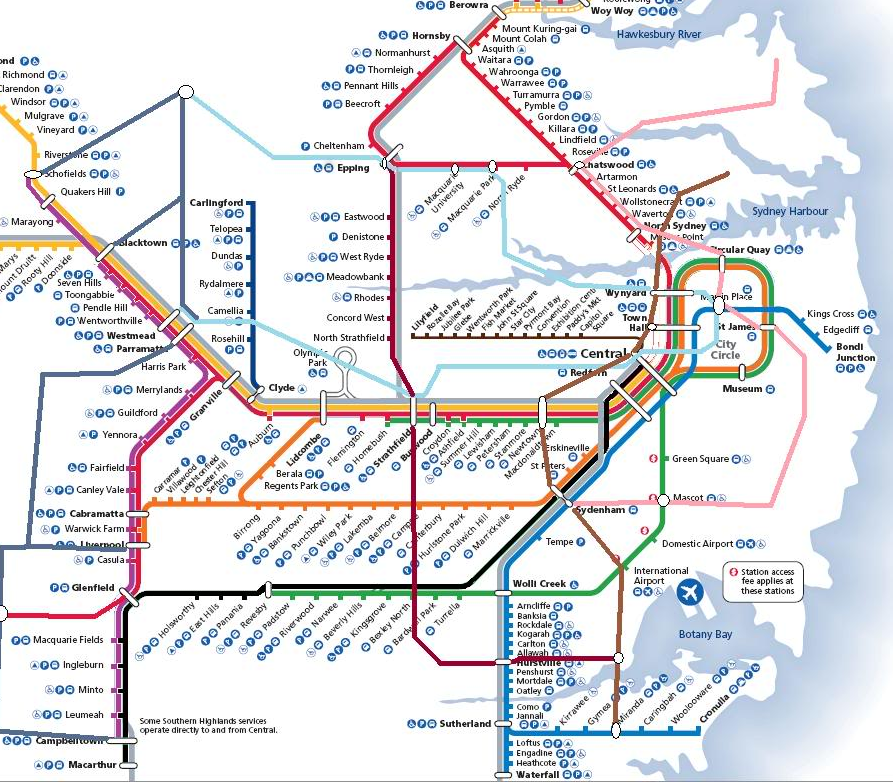 Berowra
Woy Woy
Hawkesbury River
Mount Kuring-gai
Mount Colah
Hornsby
Asquith
Normanhurst
Waitara
Thornleigh
Wahroonga
Warrawee
Pennant Hills
Turramurra
Beecroft
Pymble
Gordon
Killara
Cheltenham
Lindfield
Roseville
Epping
Chatswood
Richmond
Clarendon
Windsor
Mulgrave
Vineyard
Riverstone
Schofields
Quakers Hill
Marayong
Blacktown
Marys
Mount Druitt
Rooty Hill
Doonside
Seven Hills
Toongabbie
Pendle Hill
Wentworthville
Westmead
Parramatta
Harris Park
Carlingford
Telopea
Dundas
Rydalmere
Camellia
Rosehill
Clyde
Granville
Macquarie
University
Macquarie Park
North Ryde
Artarmon
St Leonards
Wollstonecraft
Waverton
North Sydney
Milsons Point
Sydney Harbour
Eastwood
Denistone
West Ryde
Meadowbank
Rhodes
Concord West
North Strathfield
Olympic
Park
Lilyfield
Rozelle Bay
Jubilee Park
Glebe
Wentworth Park
Fish Market
John St Square
Star City
Pyrmont Bay
Convention
Exhibition Centre
Paddy's Mkt
Capitol
Square
Circular Quay
Wynyard
Martin Place
Town
Hall
St James
City
Circle
Museum
Central
Redfern
Kings Cross
Edgecliff
Bondi
Junction
Merrylands
Guildford
Yennora
Fairfield
Canley Vale
Cabramatta
Warwick Farm
Liverpool
Casula
Glenfield
Carramar
Villawood
Leightonfield
Chester Hill
Sefton
Auburn
Lidcombe
Berala
Regents Park
Flemington
Homebush
Strathfield
Burwood
Croydon
Ashfield
Summer Hill
Lewisham
Petersham
Stanmore
Newtown
Macdonaldtown
Erskineville
St Peters
Birrong
Yagoona
Bankstown
Punchbowl
Wiley Park
Lakemba
Belmore
Campsie
Canterbury
Hurlstone Park
Dulwich Hill
Marrickville
Sydenham
Tempe
Green Square
Mascot
Domestic Airport
International
Airport
Station access
fee applies at
these stations
Botany Bay
Wolli Creek
Holsworthy
East Hills
Panania
Revesby
Padstow
Riverwood
Narwee
Beverly Hills
Kingsgrove
Bexley North
Bardwell Park
Turrella
Arncliffe
Banksia
Rockdale
Kogarah
Carlton
Allawah
Hurstville
Penshurst
Mortdale
Oatley
Como
Jannali
Sutherland
Loftus
Engadine
Heathcote
Waterfall
Kirrawee
Gymea
Miranda
Caringbah
Woolooware
Cronulla
Macquarie Fields
Ingleburn
Minto
Leumeah
Campbelltown
Macarthur
Some Southern Highlands services
operate directly to and from Central.